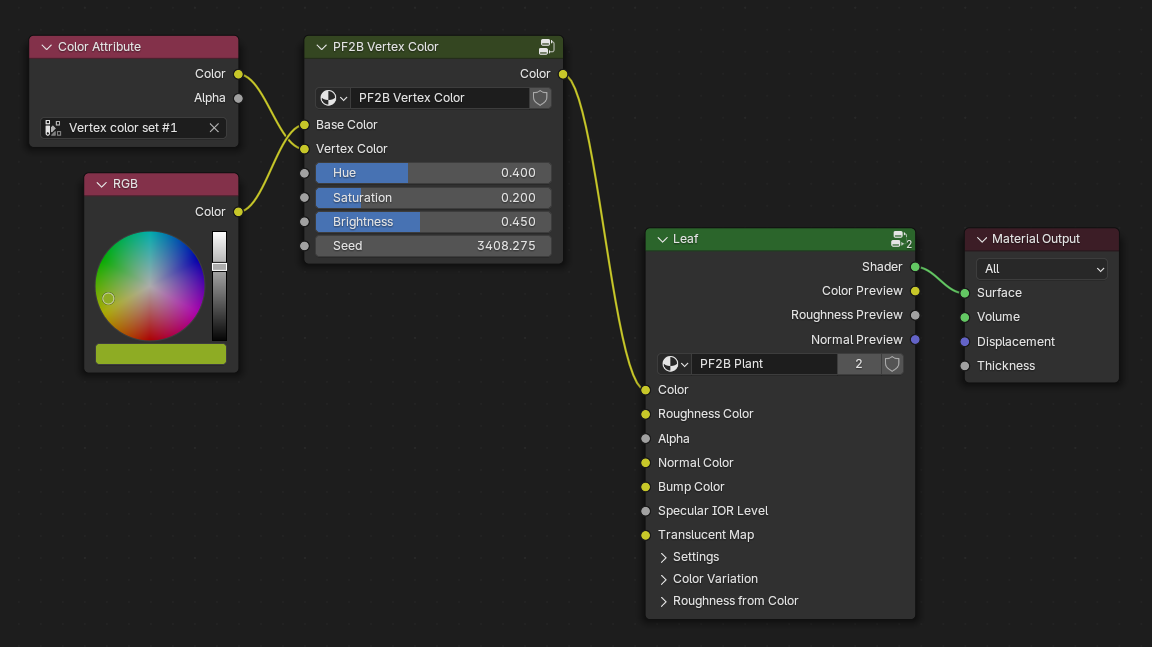 Color Attribute
Color
Alpha
Vertex color set #1
RGB
Color
PF2B Vertex Color
Color
PF2B Vertex Color
Base Color
Vertex Color
Hue 0.400
Saturation 0.200
Brightness 0.450
Seed 3408.275
Leaf 2
Shader
Color Preview
Roughness Preview
Normal Preview
PF2B Plant 2
Color
Roughness Color
Alpha
Normal Color
Bump Color
Specular IOR Level
Translucent Map
Settings
Color Variation
Roughness from Color
Material Output
All
Surface
Volume
Displacement
Thickness